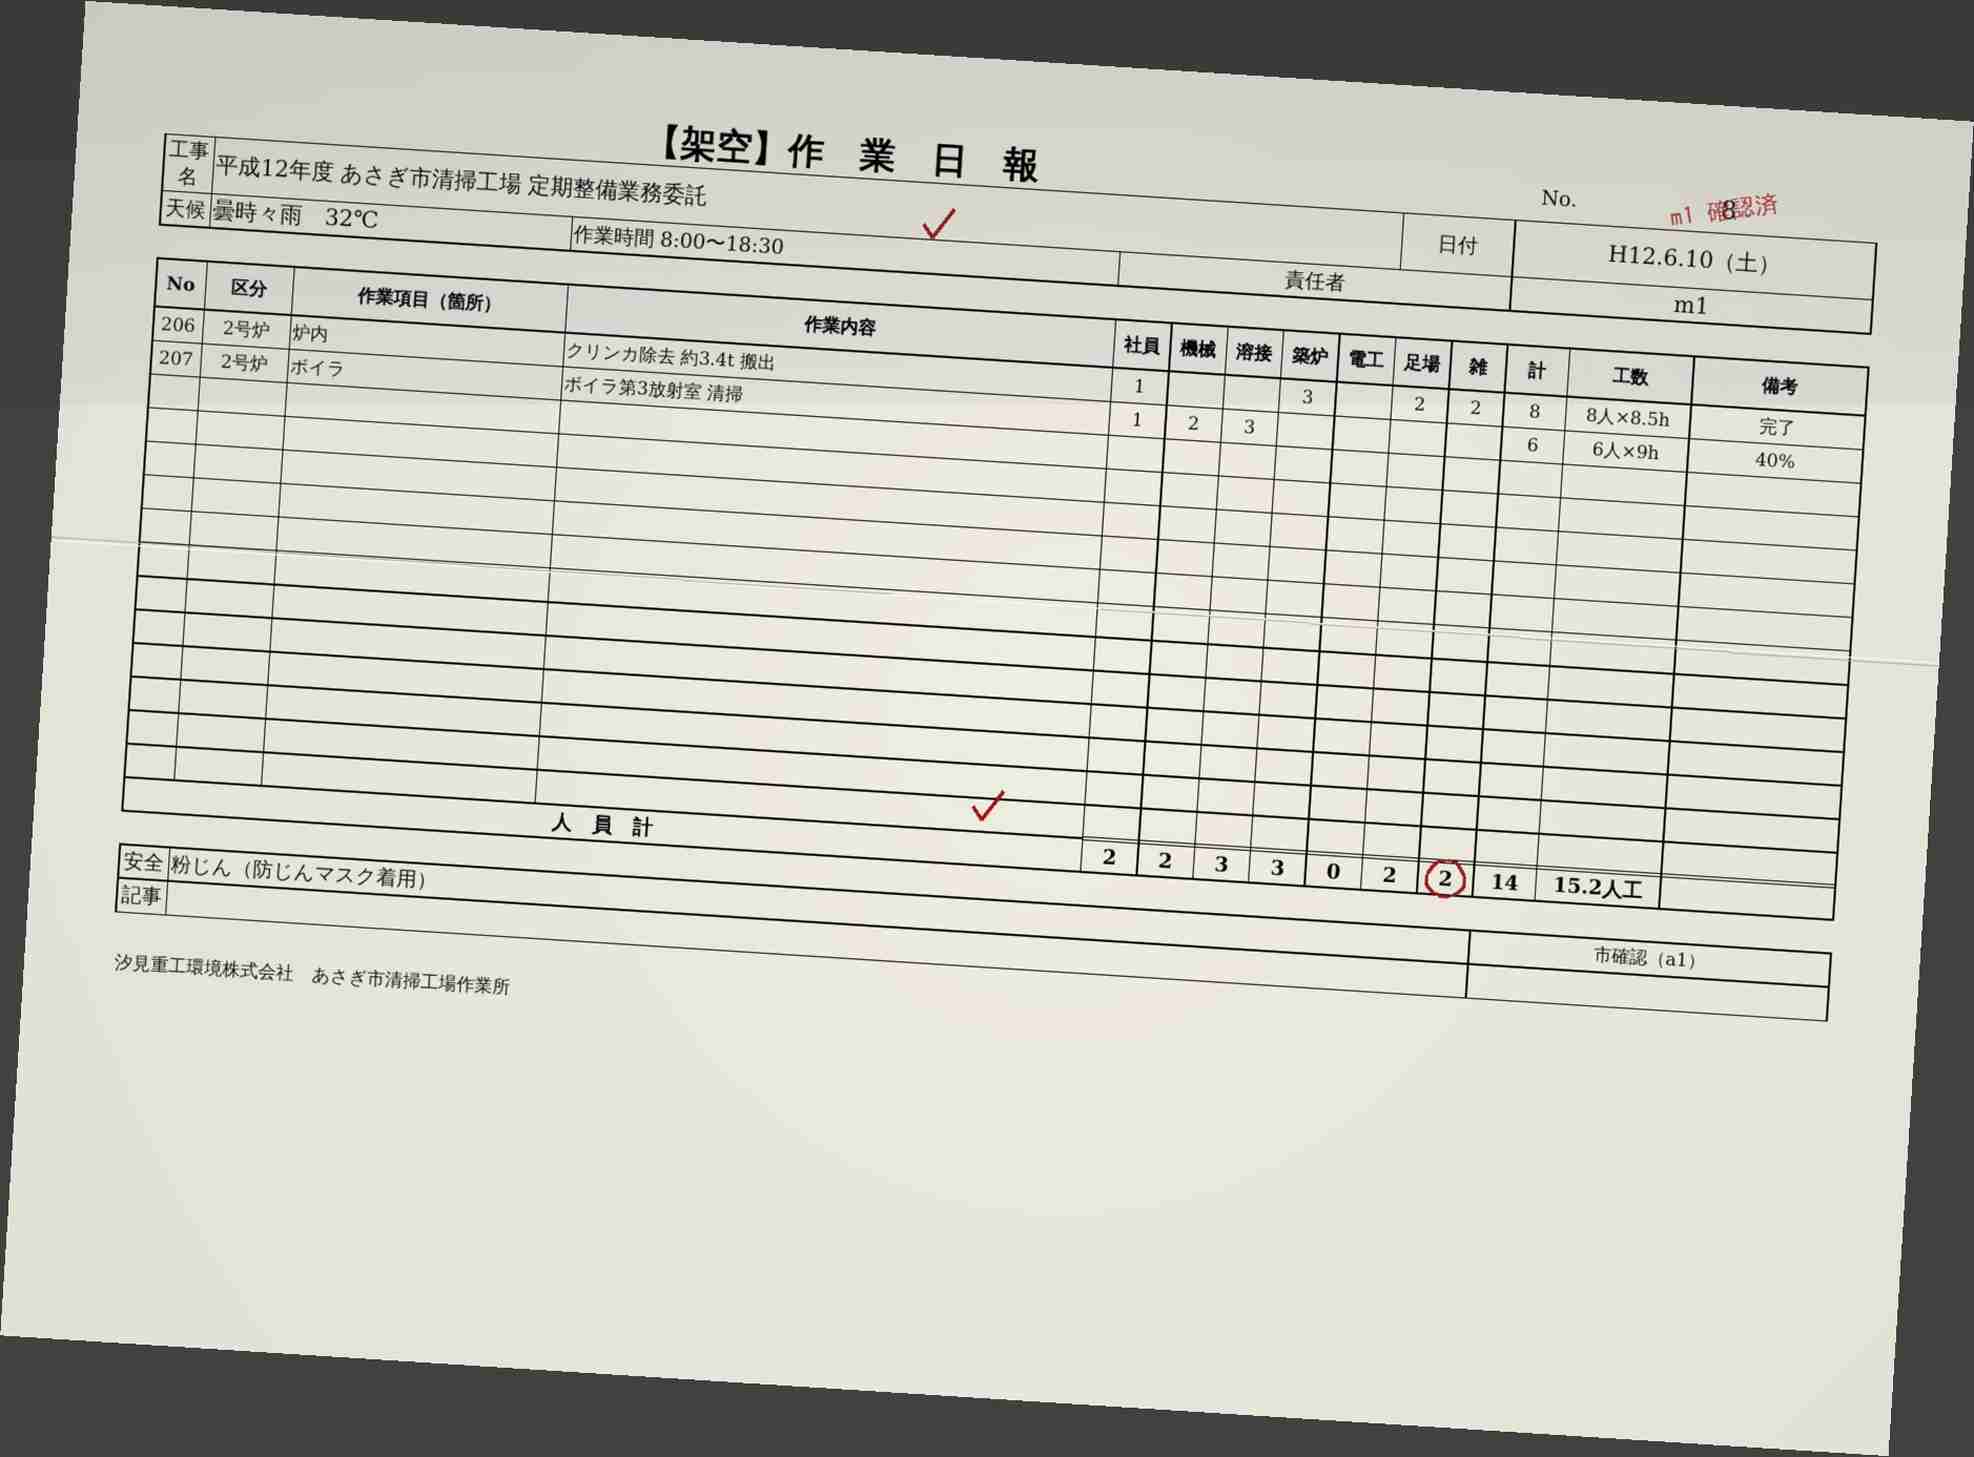 【架空】作　業　日　報
No. 8
m1 確認済
工事名 平成12年度 あさぎ市清掃工場 定期整備業務委託 日付 H12.6.10（土）
天候 曇時々雨　32℃ 作業時間 8:00〜18:30 責任者 m1
No 区分 作業項目（箇所） 作業内容 社員 機械 溶接 築炉 電工 足場 雑 計 工数 備考
206 2号炉 炉内 クリンカ除去 約3.4t 搬出 1 3 2 2 8 8人×8.5h 完了
207 2号炉 ボイラ ボイラ第3放射室 清掃 1 2 3 6 6人×9h 40%
人　員　計 2 2 3 3 0 2 2 14 15.2人工
安全 粉じん（防じんマスク着用） 市確認（a1）
記事
汐見重工環境株式会社　あさぎ市清掃工場作業所